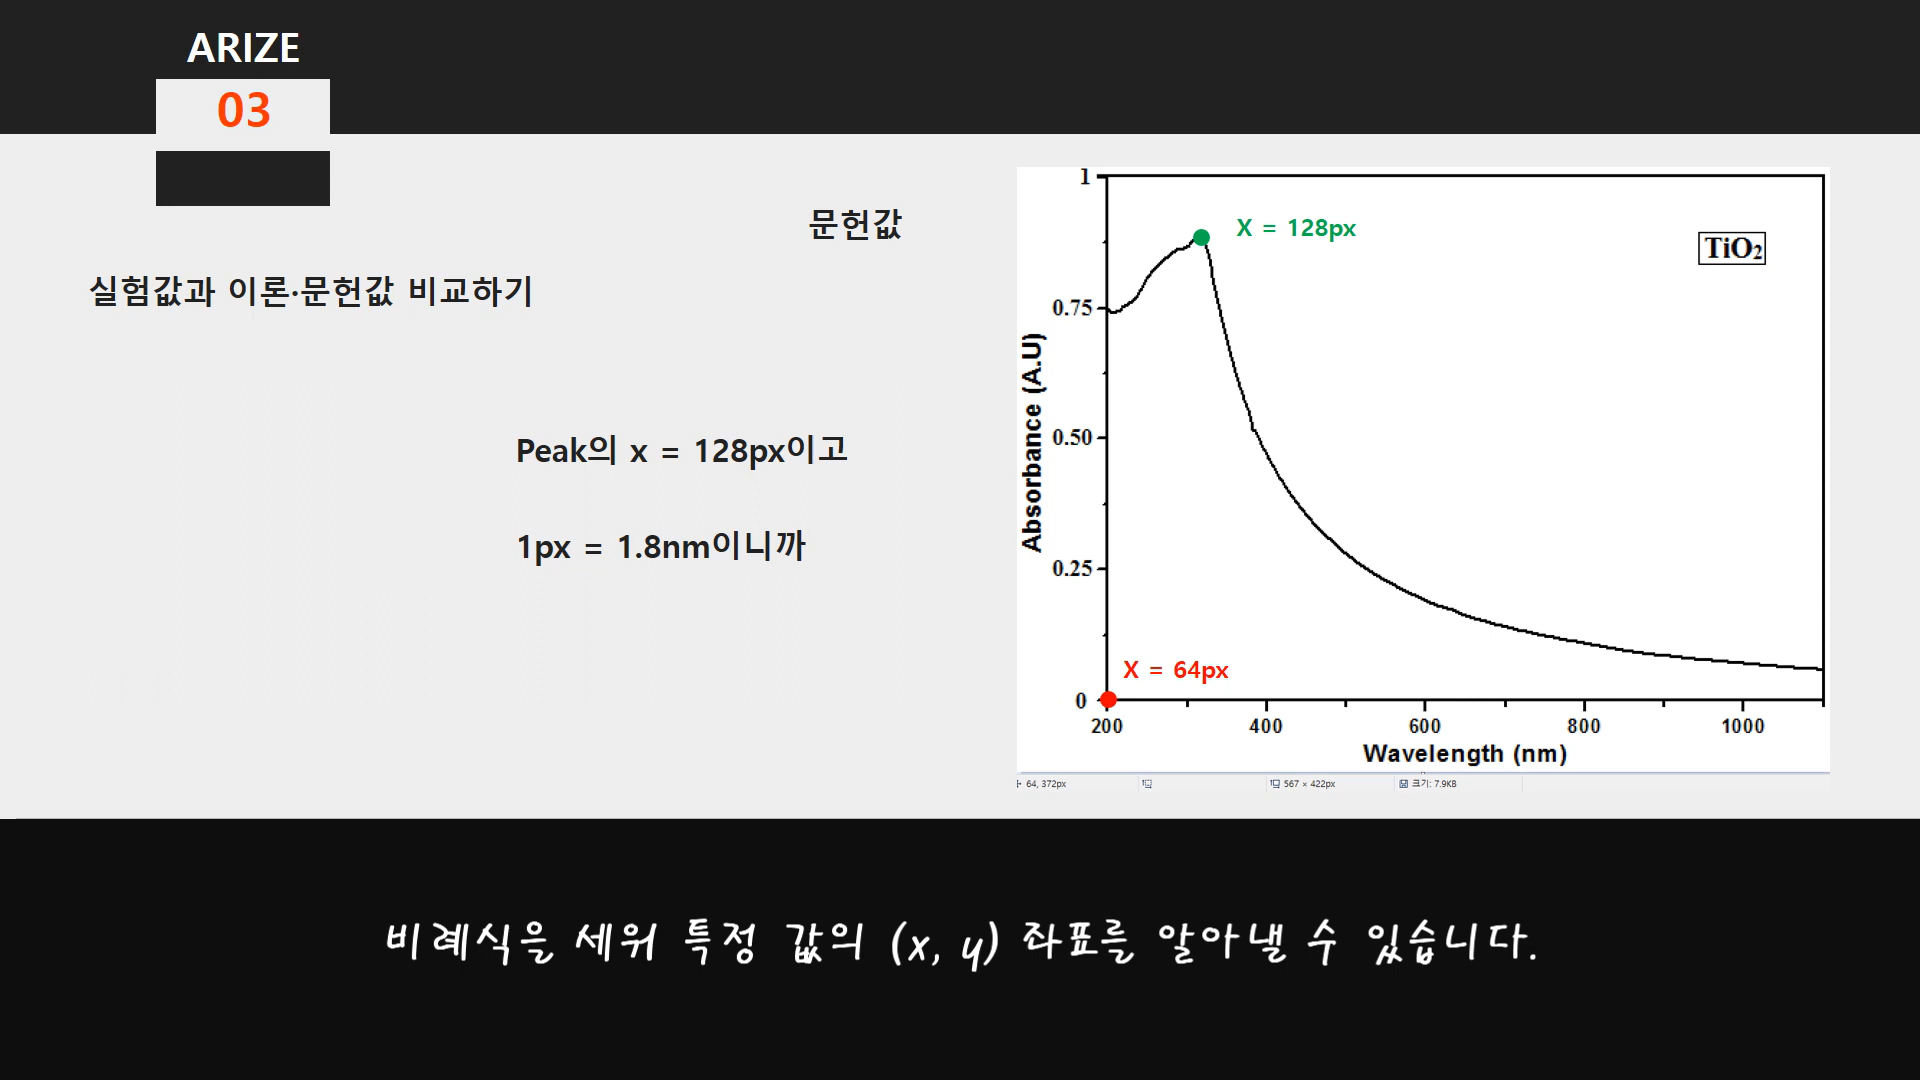 ARIZE
03
문헌값
실험값과 이론·문헌값 비교하기
Peak의 x = 128px이고
1px = 1.8nm이니까
1
0.75
0.50
0.25
0
Absorbance (A.U)
X = 128px
TiO2
X = 64px
200 400 600 800 1000
Wavelength (nm)
64, 372px
567 × 422px
크기: 7.9KB
비례식을 세워 특정 값의 (x, y) 좌표를 알아낼 수 있습니다.